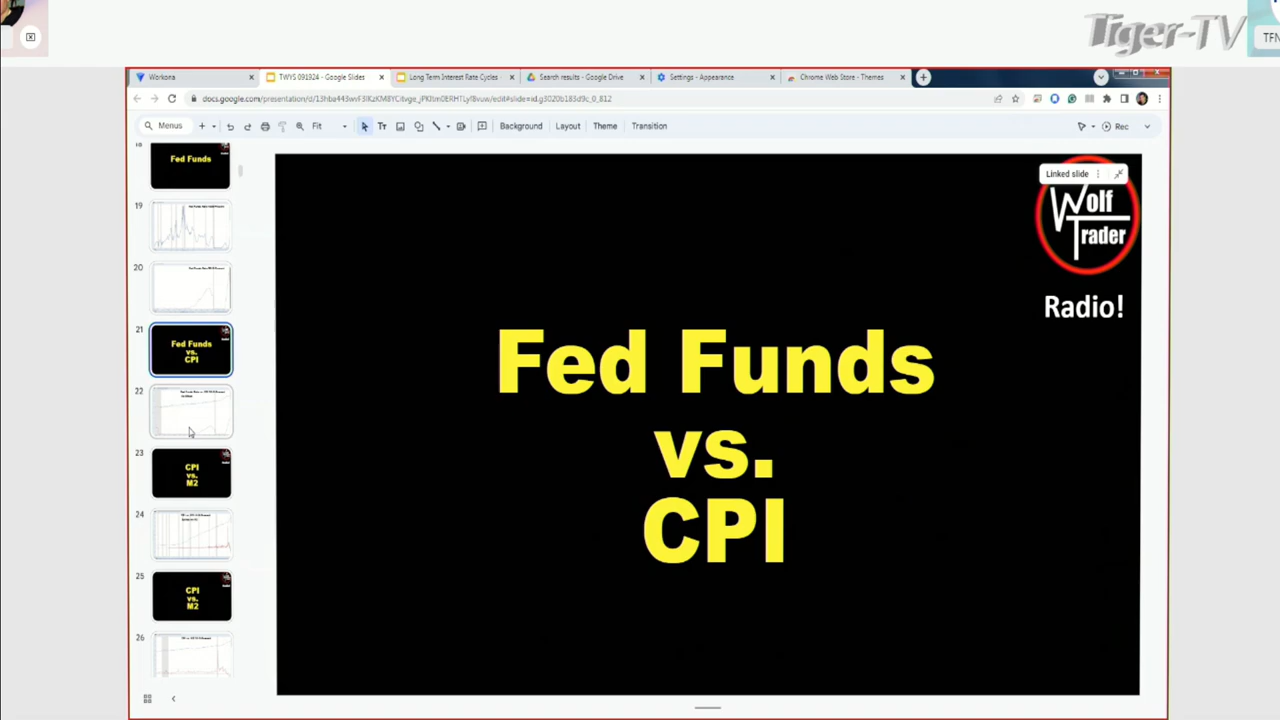 Tiger-TV
TFN
Workona
TWYS 091924 - Google Slides
Long Term Interest Rate Cycles -
Search results - Google Drive
Settings - Appearance
Chrome Web Store - Themes
Menus
Fit
Background
Layout
Theme
Transition
Rec
18
Fed Funds
19
20
21
Fed Funds
vs.
CPI
22
23
CPI
vs.
M2
24
25
CPI
vs.
M2
26
Linked slide
Wolf
Trader
Radio!
Fed Funds
vs.
CPI